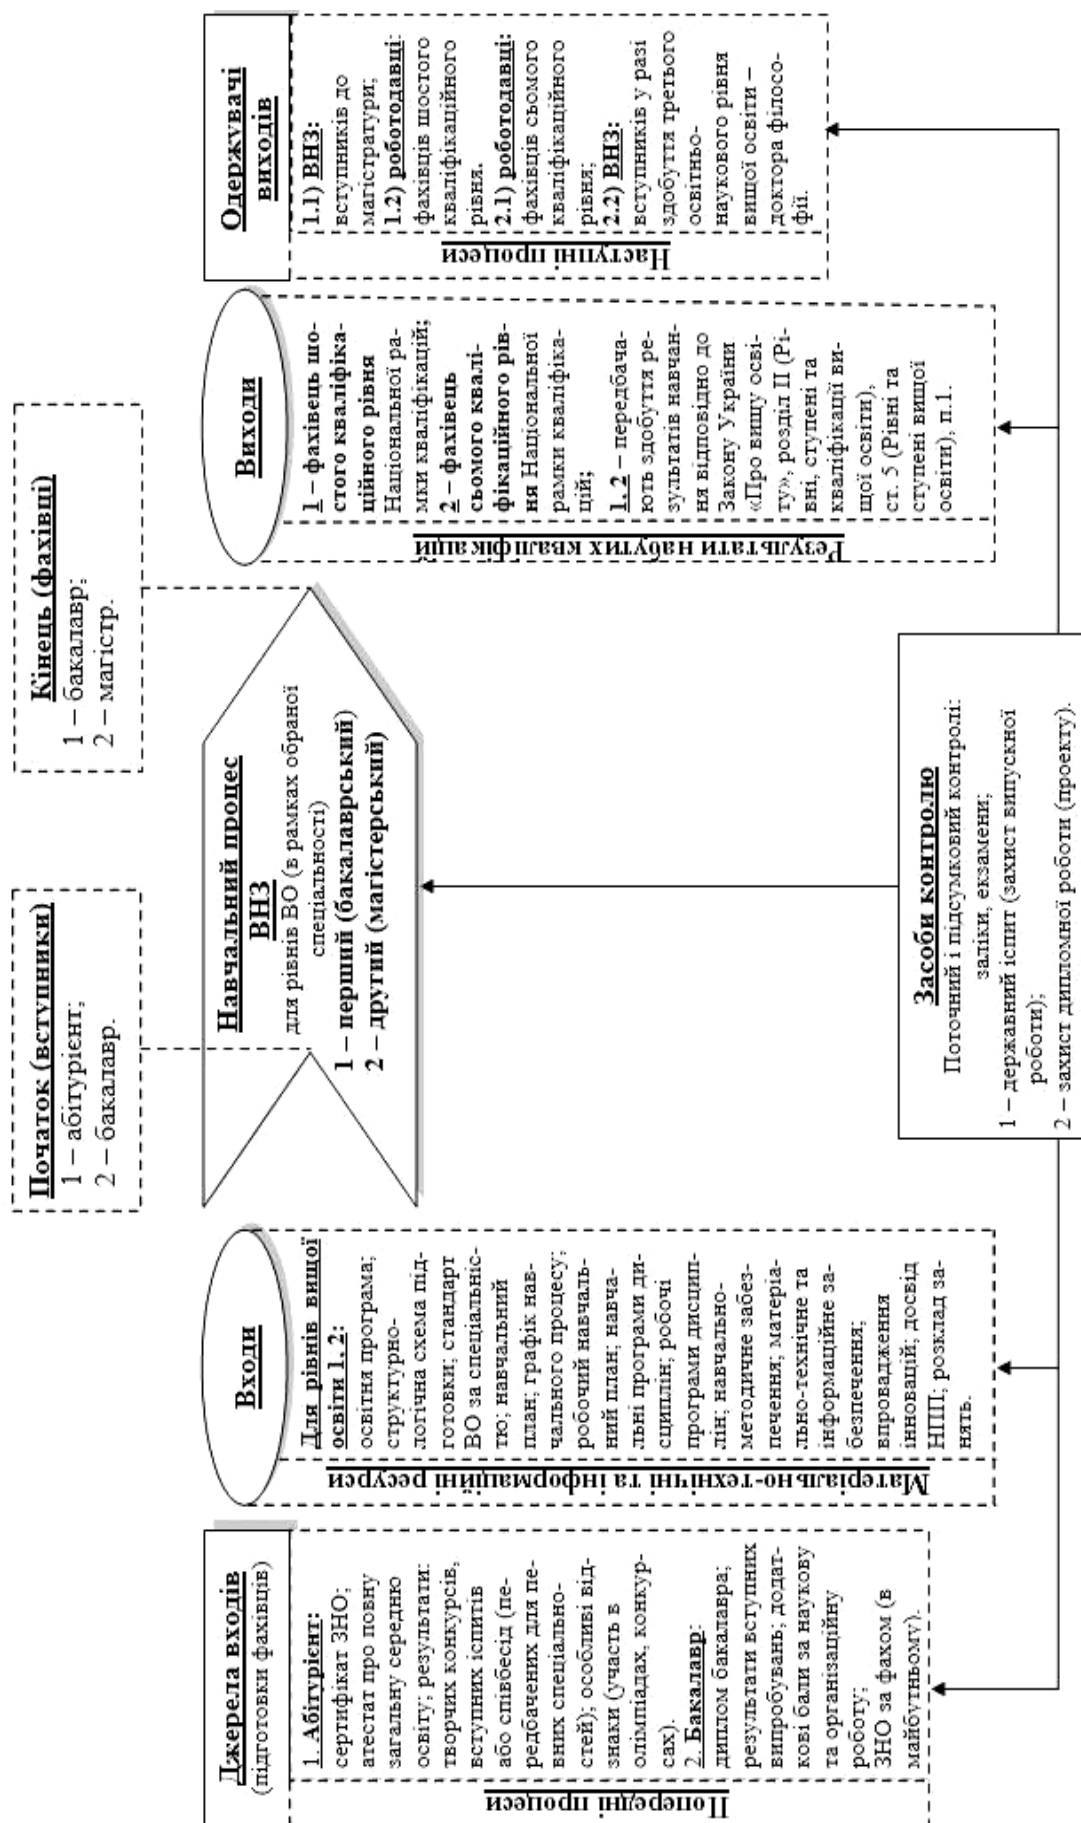 Початок (вступники)
1 – абітурієнт;
2 – бакалавр.
Кінець (фахівці)
1 – бакалавр;
2 – магістр.
Джерела входів
(підготовки фахівців)
Попередні процеси
1. Абітурієнт:
сертифікат ЗНО;
атестат про повну
загальну середню
освіту; результати:
творчих конкурсів,
вступних іспитів
або співбесід (пе-
редбачених для пе-
вних спеціально-
стей); особливі від-
знаки (участь в
олімпіадах, конкур-
сах).
2. Бакалавр:
диплом бакалавра;
результати вступних
випробувань; додат-
кові бали за наукову
та організаційну
роботу;
ЗНО за фахом (в
майбутньому).
Входи
Матеріально-технічні та інформаційні ресурси
Для рівнів вищої
освіти 1. 2:
освітня програма;
структурно-
логічна схема під-
готовки; стандарт
ВО за спеціальніс-
тю; навчальний
план; графік нав-
чального процесу;
робочий навчаль-
ний план; навча-
льні програми ди-
сциплін; робочі
програми дисцип-
лін; навчально-
методичне забез-
печення; матеріа-
льно-технічне та
інформаційне за-
безпечення;
впровадження
інновацій; досвід
НПП; розклад за-
нять.
Навчальний процес
ВНЗ
для рівнів ВО (в рамках обраної
спеціальності)
1 – перший (бакалаврський)
2 – другий (магістерський)
Виходи
Результати набутих кваліфікацій
1 – фахівець шо-
стого кваліфіка-
ційного рівня
Національної ра-
мки кваліфікацій;
2 – фахівець
сьомого квалі-
фікаційного рів-
ня Національної
рамки кваліфіка-
цій;
1. 2 – передбача-
ють здобуття ре-
зультатів навчан-
ня відповідно до
Закону України
«Про вищу осві-
ту», розділ II (Рі-
вні, ступені та
кваліфікації ви-
щої освіти),
ст. 5 (Рівні та
ступені вищої
освіти), п.1.
Одержувачі
виходів
Наступні процеси
1.1) ВНЗ:
вступників до
магістратури;
1.2) роботодавці:
фахівців шостого
кваліфікаційного
рівня.
2.1) роботодавці:
фахівців сьомого
кваліфікаційного
рівня;
2.2) ВНЗ:
вступників у разі
здобуття третього
освітньо-
наукового рівня
вищої освіти –
доктора філосо-
фії.
Засоби контролю
Поточний і підсумковий контролі:
заліки, екзамени;
1 – державний іспит (захист випускної
роботи);
2 – захист дипломної роботи (проекту).